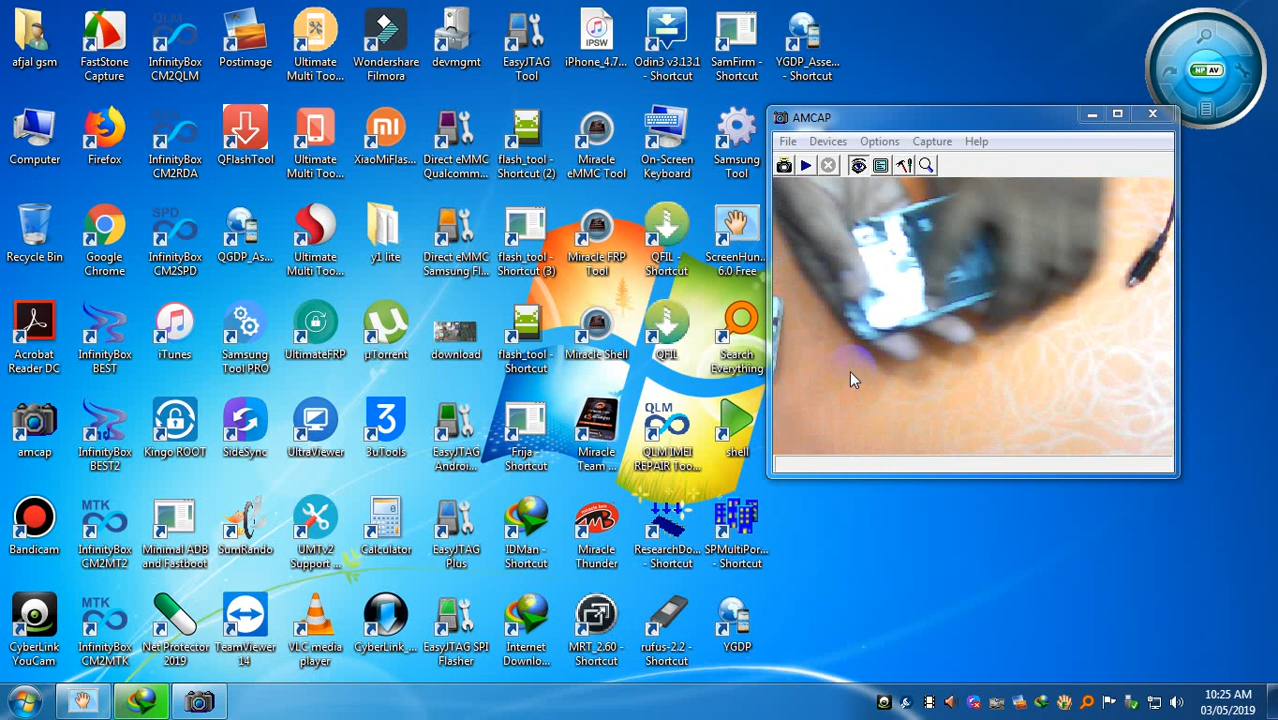 afjal gsm
FastStone
Capture
InfinityBox
CM2QLM
Postimage
Ultimate
Multi Too...
Wondershare
Filmora
devmgmt
EasyJTAG
Tool
IPSW
iPhone_4.7...
Odin3 v3.13.1
- Shortcut
SamFirm -
Shortcut
YGDP_Asse...
- Shortcut
Computer
Firefox
InfinityBox
CM2RDA
QFlashTool
Ultimate
Multi Too...
XiaoMiFlas...
Direct eMMC
Qualcomm...
flash_tool -
Shortcut (2)
Miracle
eMMC Tool
On-Screen
Keyboard
Samsung
Tool
Recycle Bin
Google
Chrome
SPD
InfinityBox
CM2SPD
QGDP_As...
Ultimate
Multi Too...
y1 lite
Direct eMMC
Samsung Fl...
flash_tool -
Shortcut (3)
Miracle FRP
Tool
QFIL -
Shortcut
ScreenHun...
6.0 Free
Acrobat
Reader DC
InfinityBox
BEST
iTunes
Samsung
Tool PRO
UltimateFRP
µTorrent
download
flash_tool -
Shortcut
Miracle Shell
QFIL
Search
Everything
amcap
InfinityBox
BEST2
Kingo ROOT
SideSync
UltraViewer
3
3uTools
EasyJTAG
Androi...
Frija -
Shortcut
Miracle
Team ...
QLM
QLM IMEI
REPAIR Too...
shell
Bandicam
MTK
InfinityBox
CM2MT2
Minimal ADB
and Fastboot
SumRando
UMTv2
Support ...
Calculator
EasyJTAG
Plus
IDMan -
Shortcut
Miracle
Thunder
ResearchDo...
- Shortcut
SPMultiPor...
- Shortcut
CyberLink
YouCam
MTK
InfinityBox
CM2MTK
Net Protector
2019
TeamViewer
14
VLC media
player
CyberLink_...
EasyJTAG SPI
Flasher
Internet
Downlo...
MRT_2.60 -
Shortcut
rufus-2.2 -
Shortcut
YGDP
NP AV
AMCAP
File Devices Options Capture Help
10:25 AM
03/05/2019